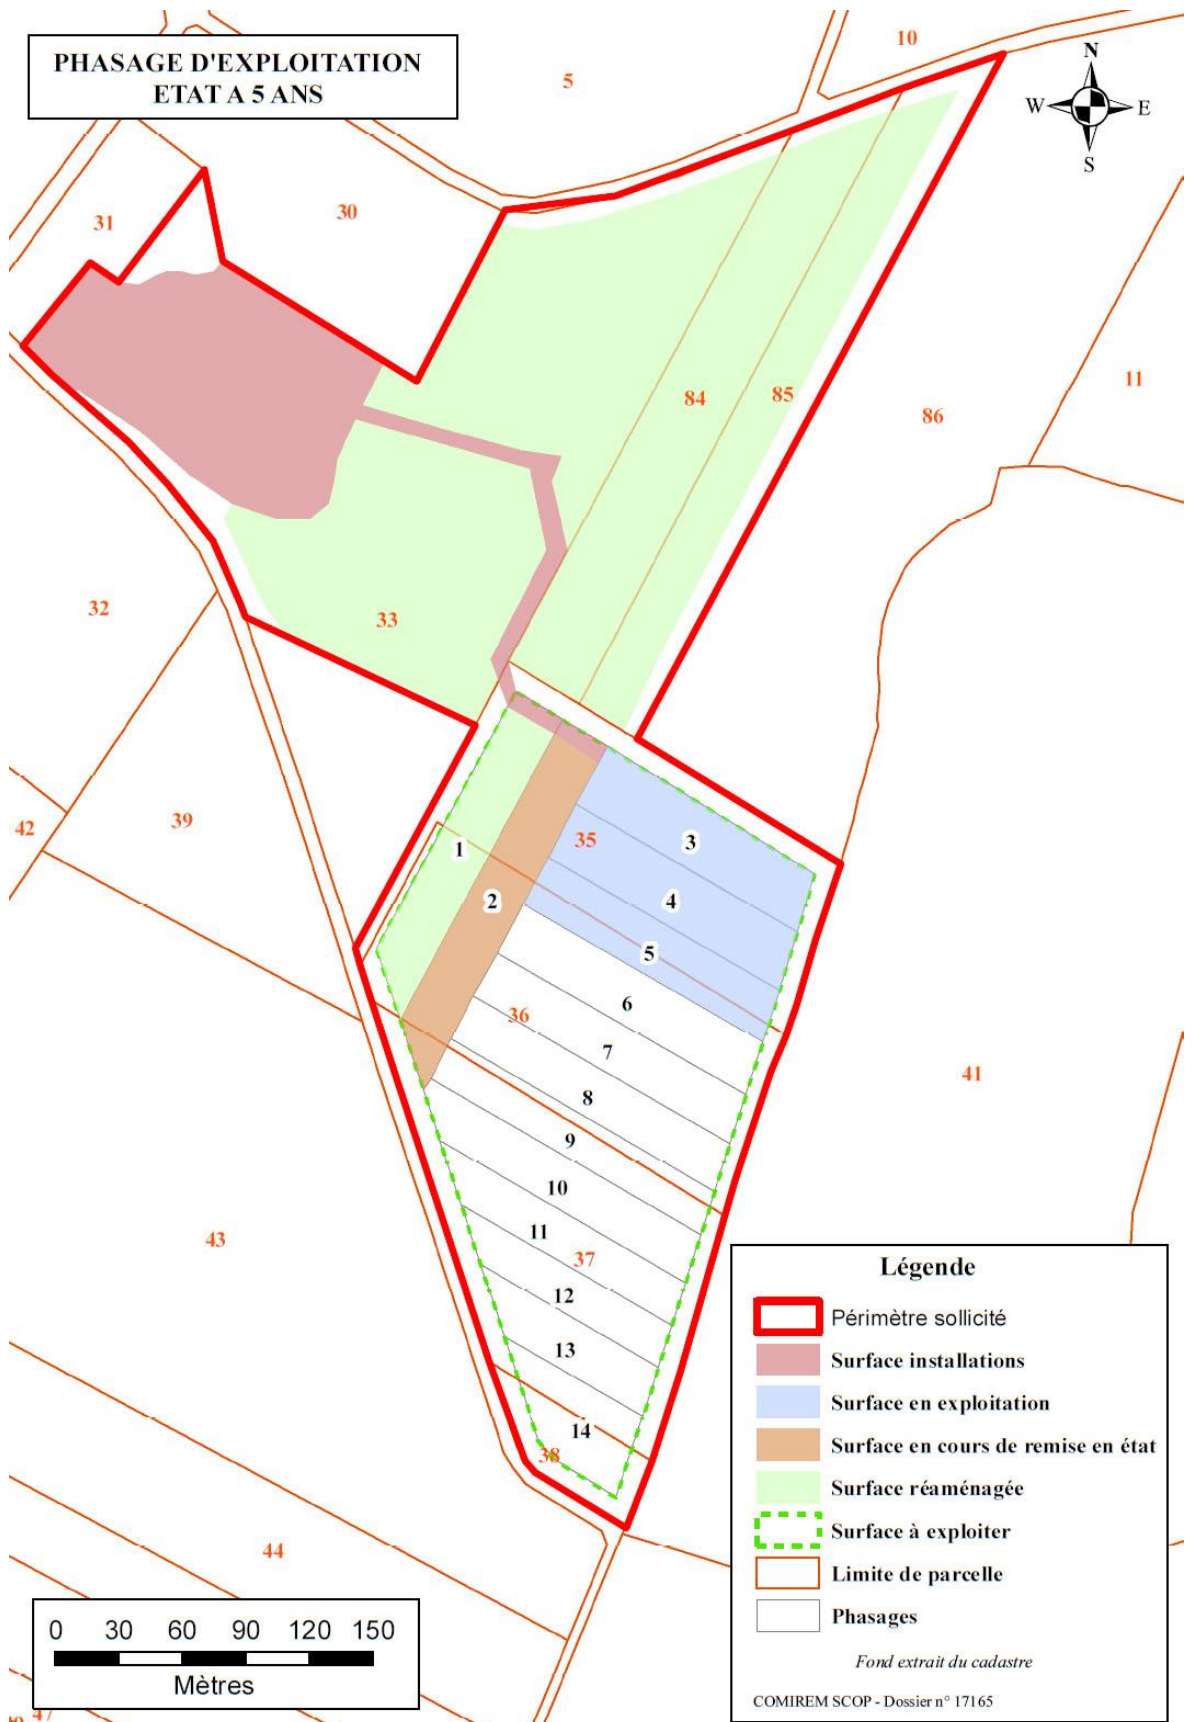 PHASAGE D'EXPLOITATION
ETAT A 5 ANS
10
5
N
W E
S
31
30
11
84
85
86
32
33
42
39
35
3
1
2
4
5
6
36
7
8
41
9
10
43
11
37
12
13
14
38
44
47
Légende
Périmètre sollicité
Surface installations
Surface en exploitation
Surface en cours de remise en état
Surface réaménagée
Surface à exploiter
Limite de parcelle
Phasages
Fond extrait du cadastre
COMIREM SCOP - Dossier n° 17165
0 30 60 90 120 150
Mètres